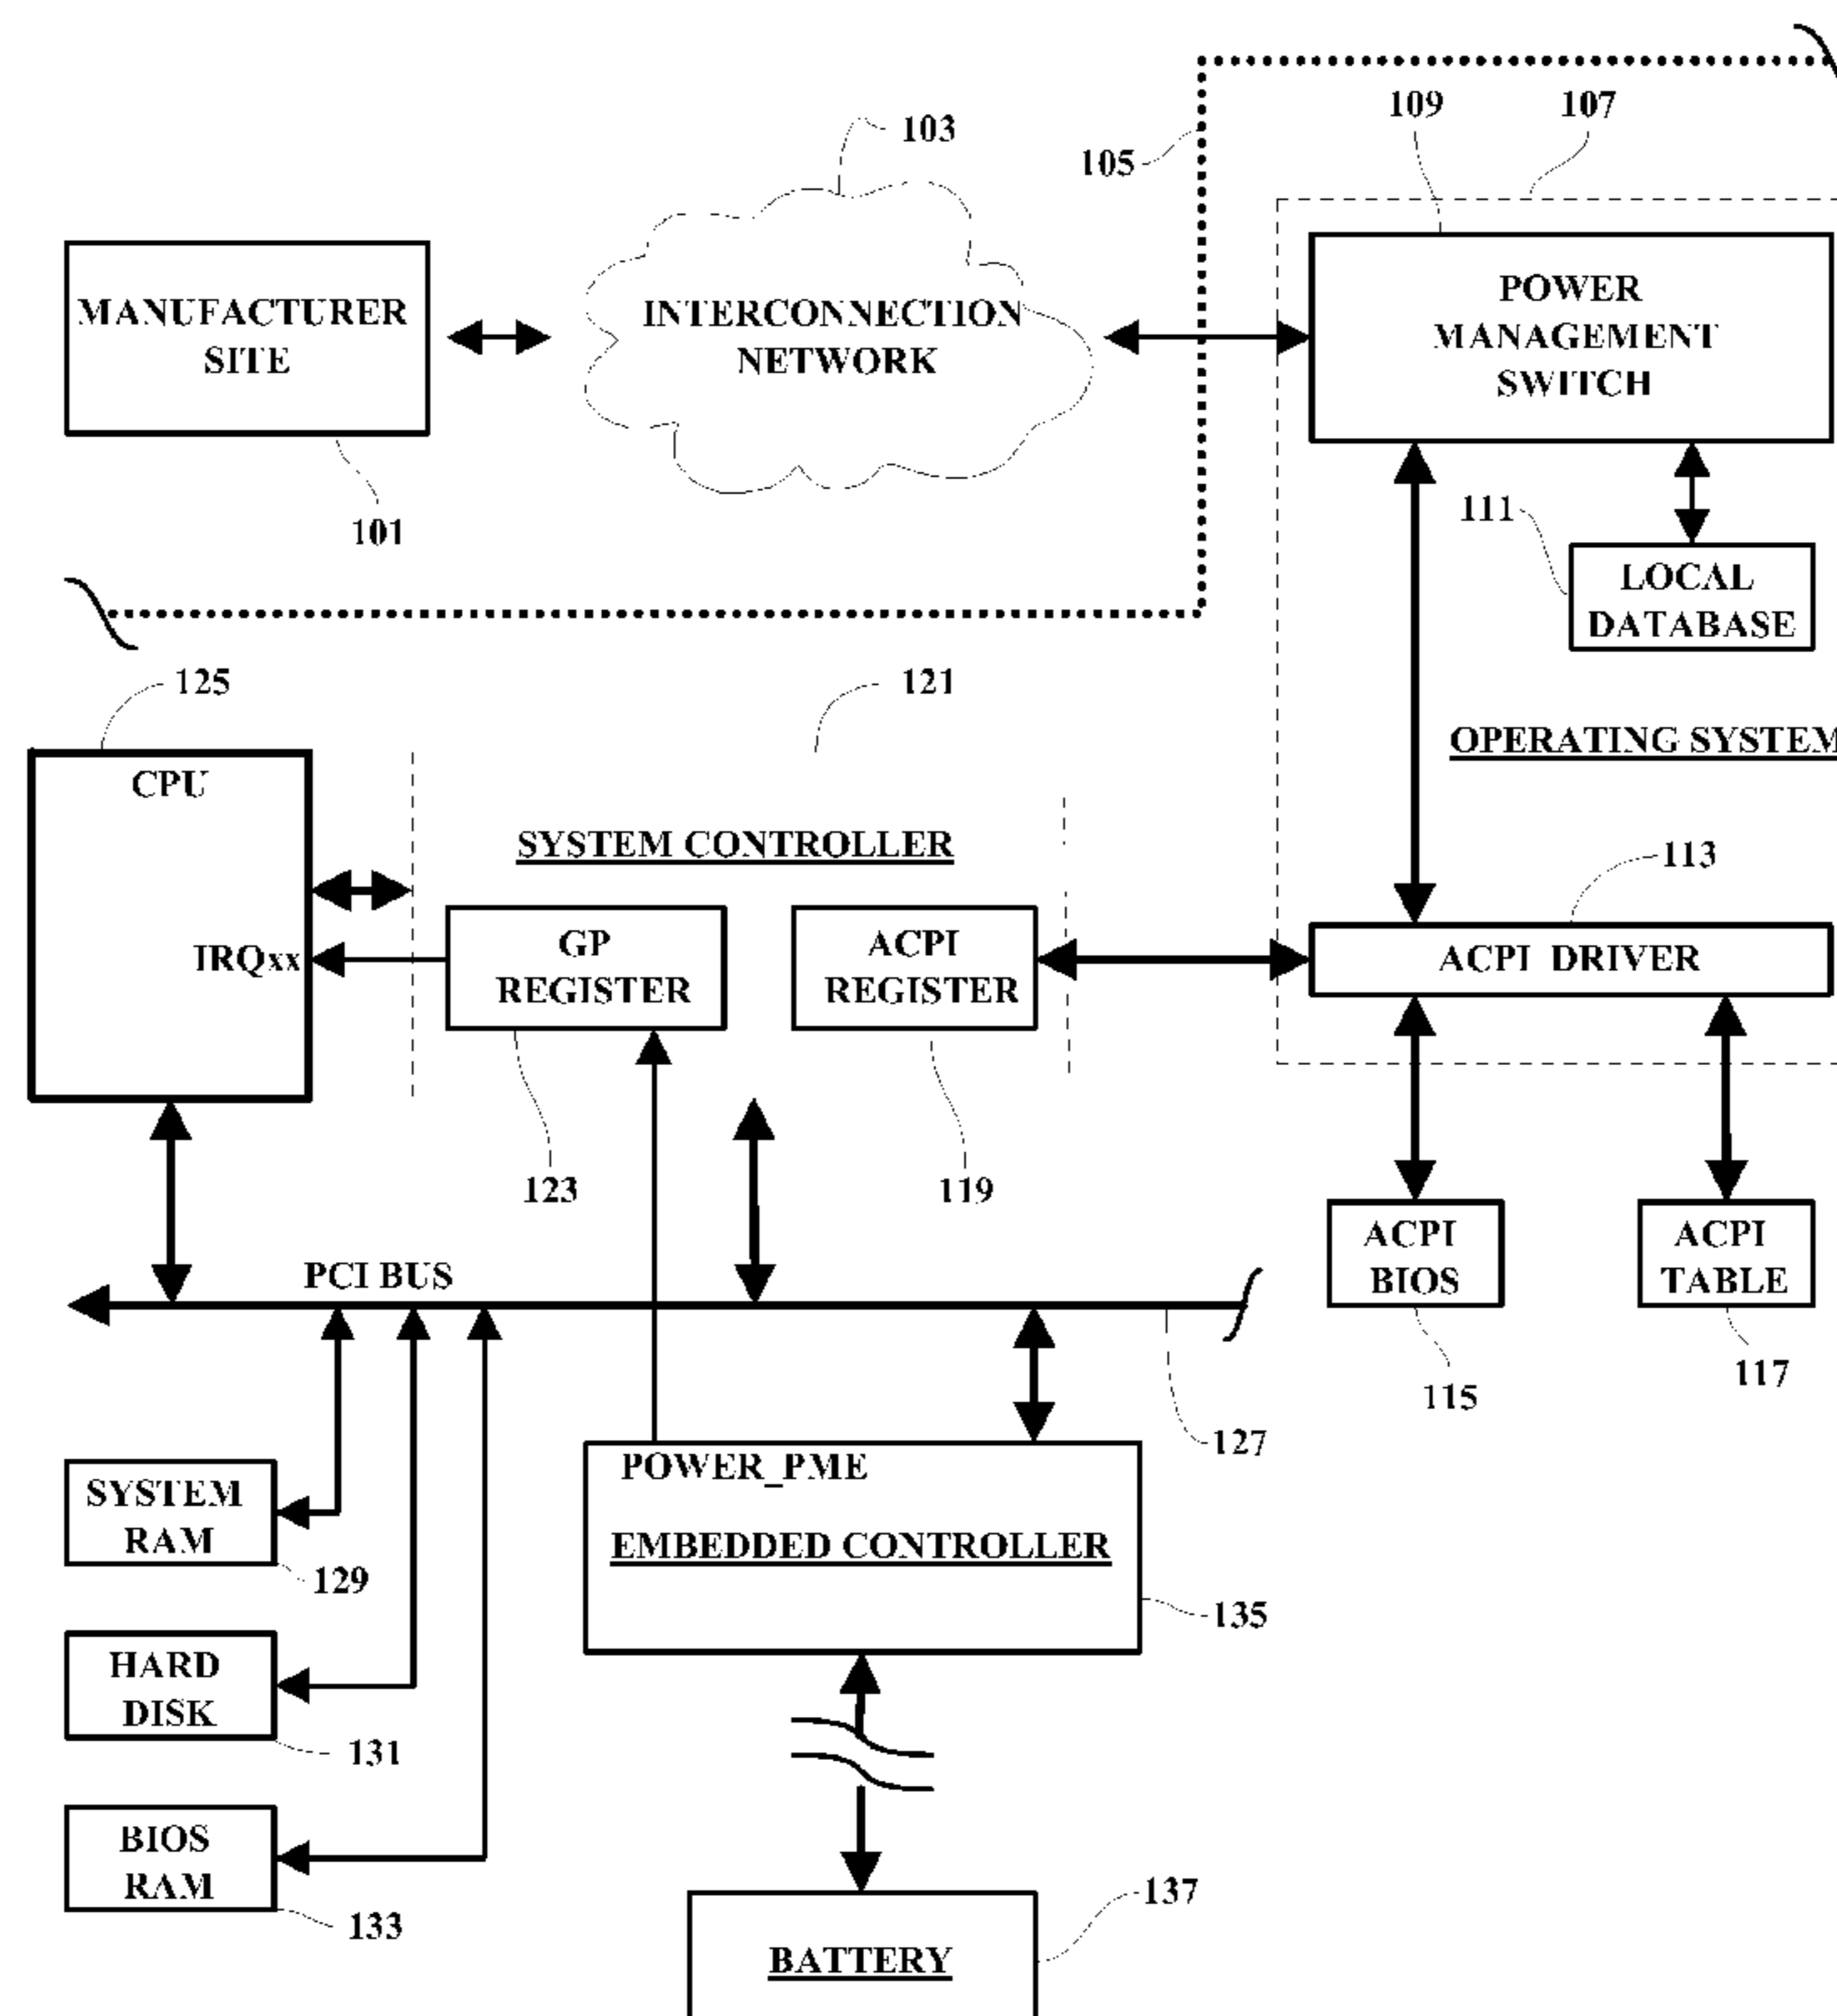 109
107
103
105
MANUFACTURER
SITE
INTERCONNECTION
NETWORK
POWER
MANAGEMENT
SWITCH
101
111
LOCAL
DATABASE
125
121
OPERATING SYSTEM
CPU
SYSTEM CONTROLLER
113
IRQxx
GP
REGISTER
ACPI
REGISTER
ACPI DRIVER
123
119
PCI BUS
ACPI
BIOS
ACPI
TABLE
115
117
127
POWER_PME
EMBEDDED CONTROLLER
135
SYSTEM
RAM
129
HARD
DISK
131
BIOS
RAM
133
137
BATTERY